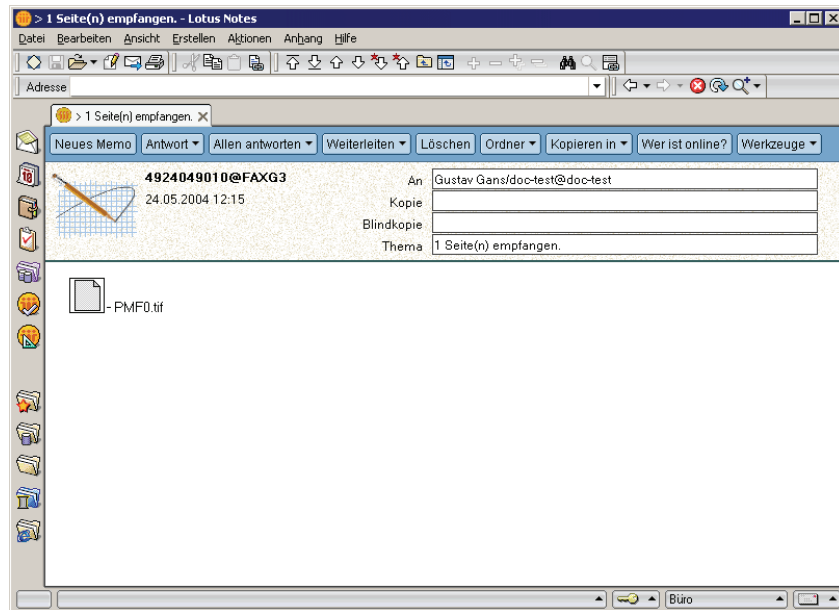 > 1 Seite(n) empfangen. - Lotus Notes
Datei Bearbeiten Ansicht Erstellen Aktionen Anhang Hilfe
Adresse
> 1 Seite(n) empfangen.
Neues Memo Antwort Allen antworten Weiterleiten Löschen Ordner Kopieren in Wer ist online? Werkzeuge
4924049010@FAXG3
24.05.2004 12:15
An Gustav Gans/doc-test@doc-test
Kopie
Blindkopie
Thema 1 Seite(n) empfangen.
- PMF0.tif
Büro